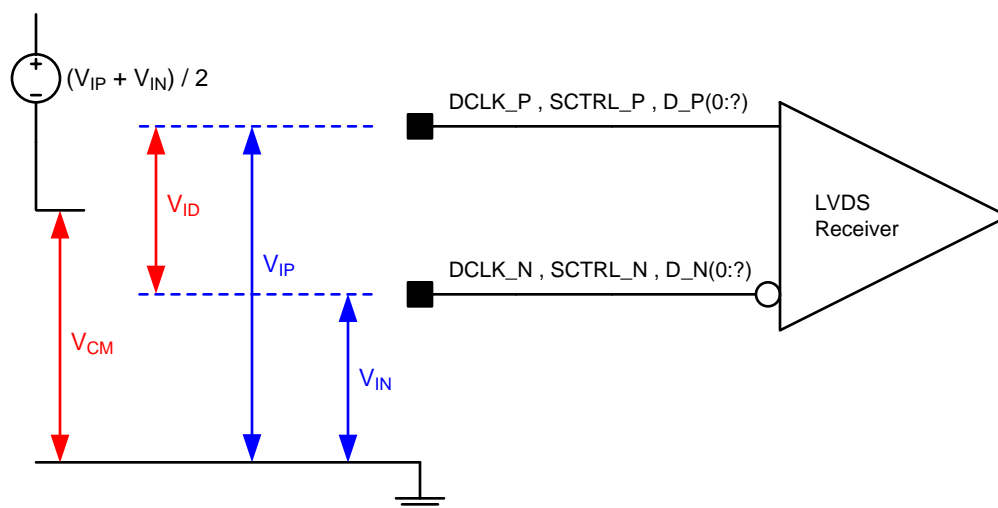 +
−
(VIP + VIN) / 2
DCLK_P , SCTRL_P , D_P(0:?)
VID
LVDS
Receiver
VIP
DCLK_N , SCTRL_N , D_N(0:?)
VCM
VIN